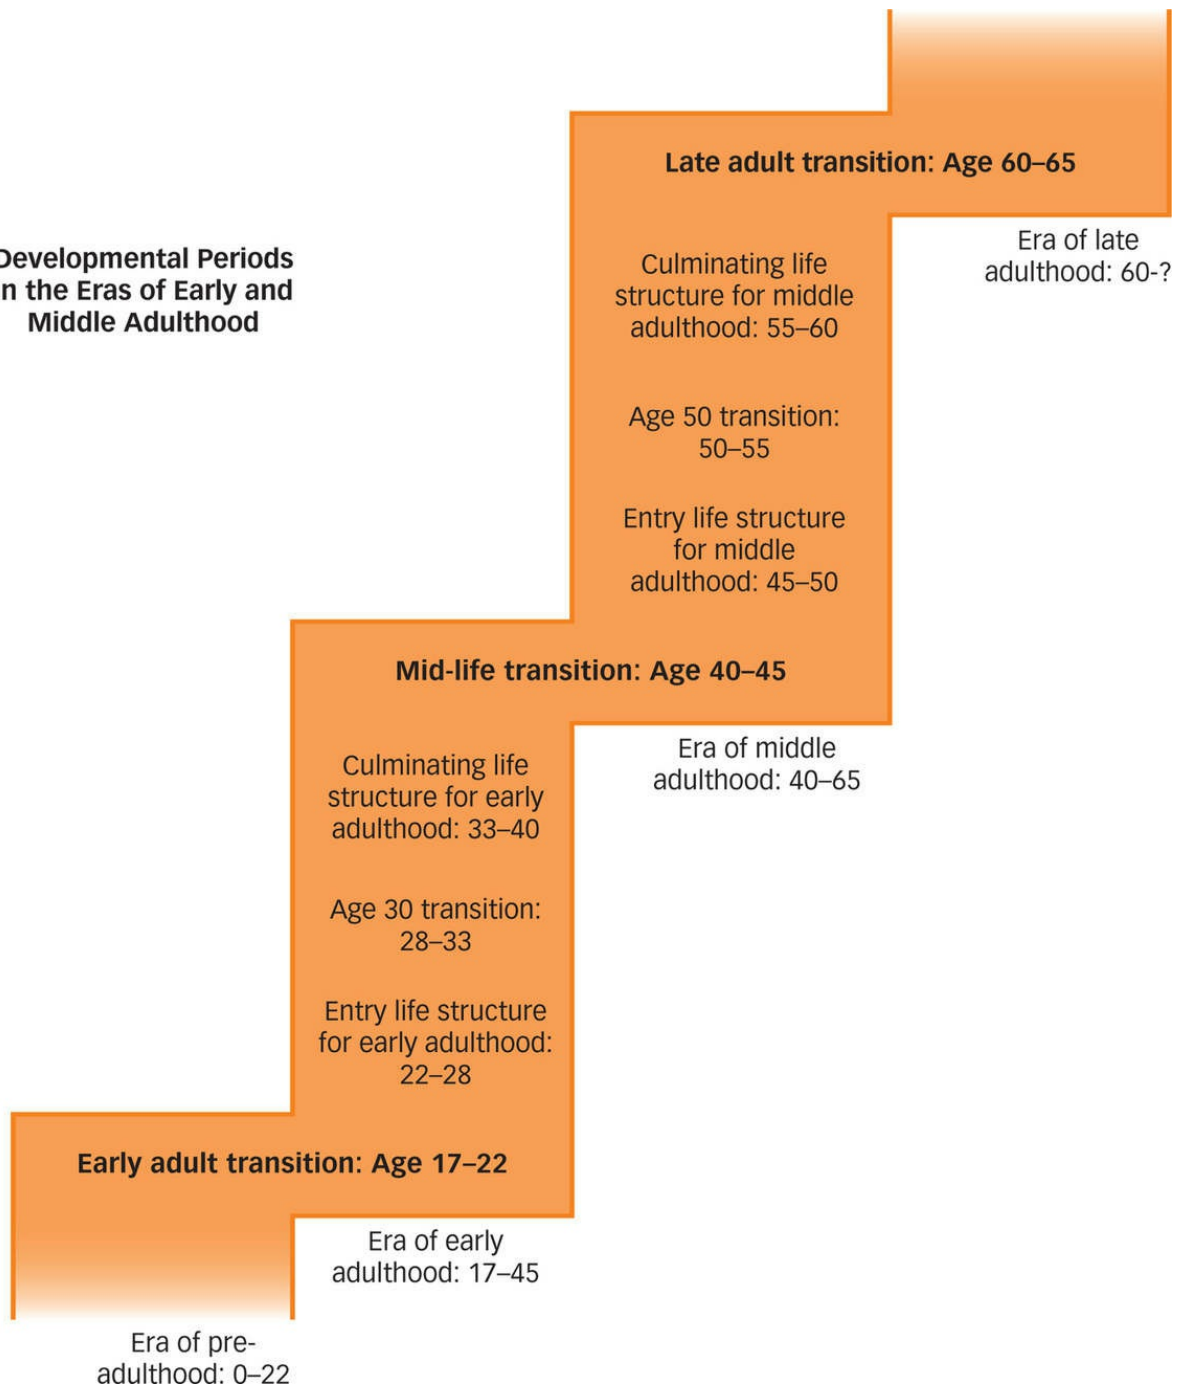 Late adult transition: Age 60–65
Era of late
adulthood: 60-?
Developmental Periods
in the Eras of Early and
Middle Adulthood
Culminating life
structure for middle
adulthood: 55–60
Age 50 transition:
50–55
Entry life structure
for middle
adulthood: 45–50
Mid-life transition: Age 40–45
Era of middle
adulthood: 40–65
Culminating life
structure for early
adulthood: 33–40
Age 30 transition:
28–33
Entry life structure
for early adulthood:
22–28
Early adult transition: Age 17–22
Era of early
adulthood: 17–45
Era of pre-
adulthood: 0–22